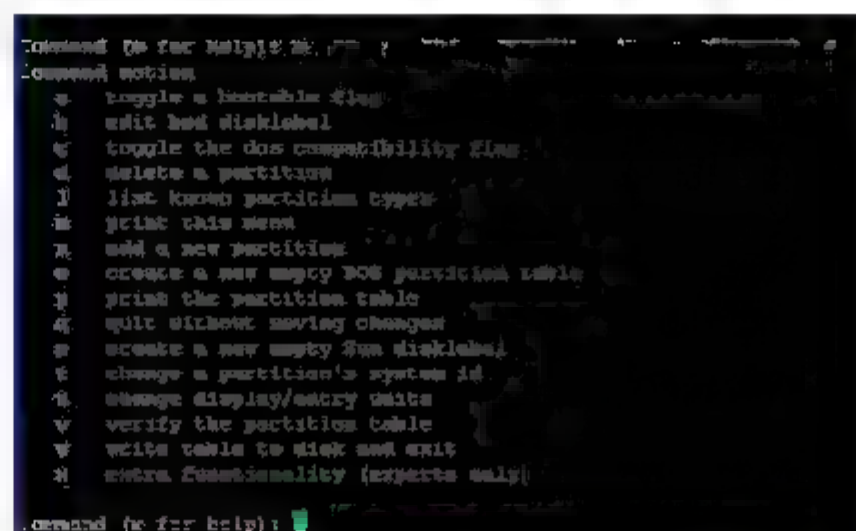 Command (m for help): m
Command action
a toggle a bootable flag
b edit bsd disklabel
c toggle the dos compatibility flag
d delete a partition
l list known partition types
m print this menu
n add a new partition
o create a new empty DOS partition table
p print the partition table
q quit without saving changes
s create a new empty Sun disklabel
t change a partition's system id
u change display/entry units
v verify the partition table
w write table to disk and exit
x extra functionality (experts only)
Command (m for help):